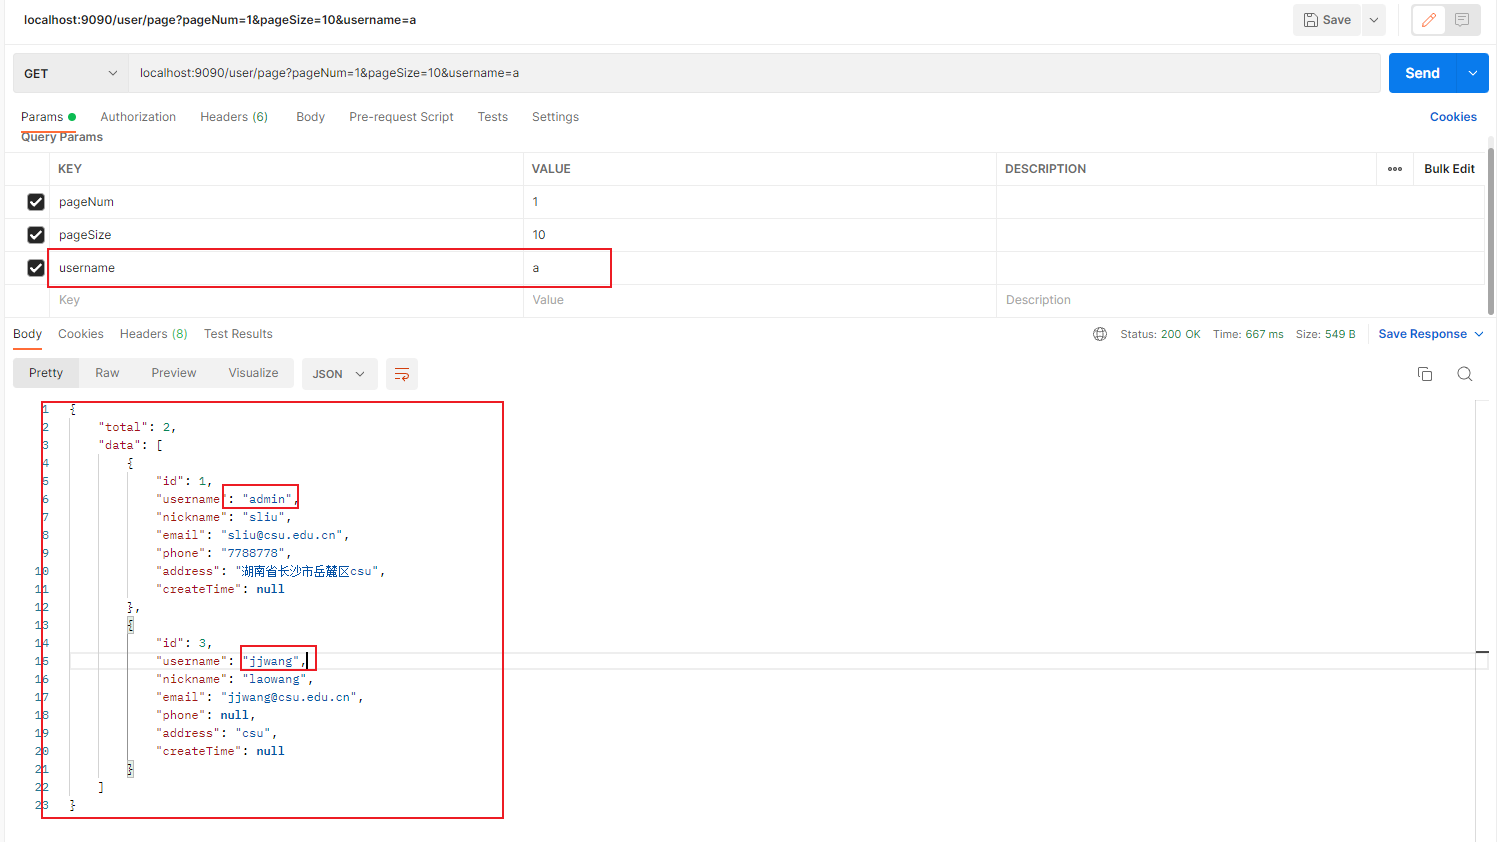 localhost:9090/user/page?pageNum=1&pageSize=10&username=a
Save
GET localhost:9090/user/page?pageNum=1&pageSize=10&username=a Send
Params Authorization Headers (6) Body Pre-request Script Tests Settings Cookies
Query Params
KEY VALUE DESCRIPTION Bulk Edit
pageNum 1
pageSize 10
username a
Key Value Description
Body Cookies Headers (8) Test Results Status: 200 OK Time: 667 ms Size: 549 B Save Response
Pretty Raw Preview Visualize JSON
1 {
2 "total": 2,
3 "data": [
4 {
5 "id": 1,
6 "username": "admin",
7 "nickname": "sliu",
8 "email": "sliu@csu.edu.cn",
9 "phone": "7788778",
10 "address": "湖南省长沙市岳麓区csu",
11 "createTime": null
12 },
13 {
14 "id": 3,
15 "username": "jjwang",
16 "nickname": "laowang",
17 "email": "jjwang@csu.edu.cn",
18 "phone": null,
19 "address": "csu",
20 "createTime": null
21 }
22 ]
23 }